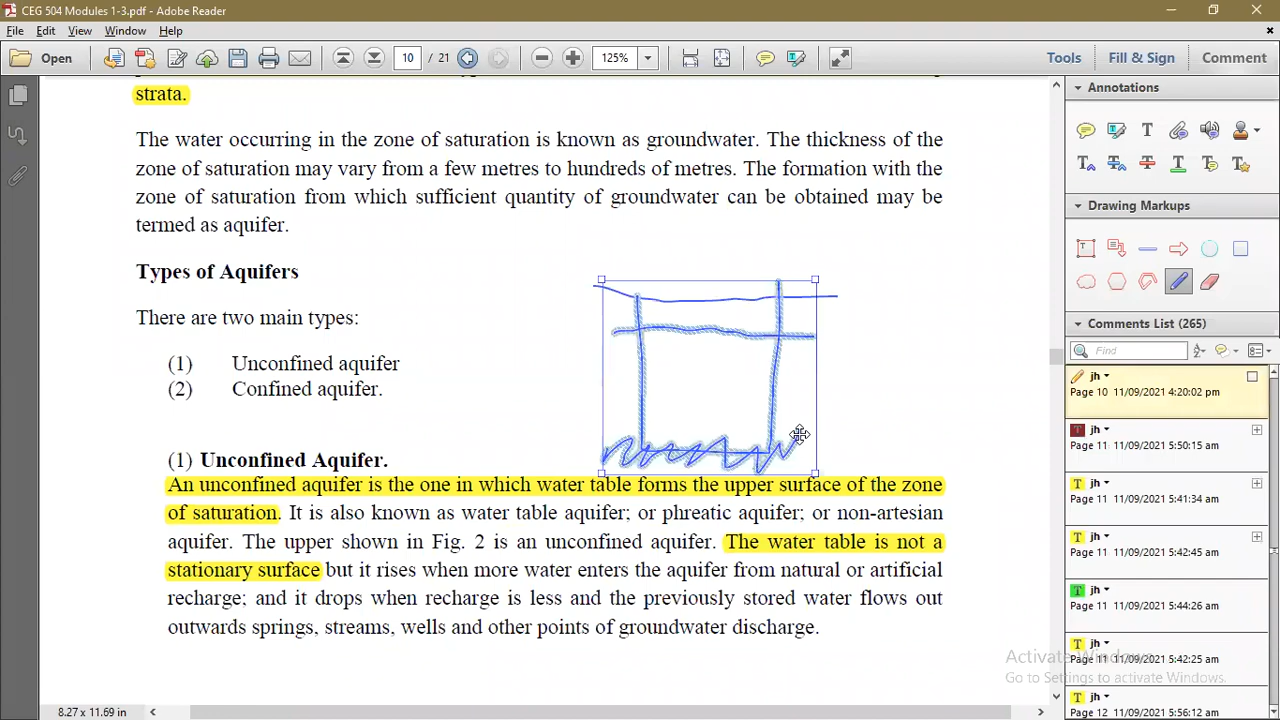 CEG 504 Modules 1-3.pdf - Adobe Reader
File Edit View Window Help
Open 10 / 21 125% Tools Fill & Sign Comment
strata.
The water occurring in the zone of saturation is known as groundwater. The thickness of the
zone of saturation may vary from a few metres to hundreds of metres. The formation with the
zone of saturation from which sufficient quantity of groundwater can be obtained may be
termed as aquifer.
Types of Aquifers
There are two main types:
(1) Unconfined aquifer
(2) Confined aquifer.
(1) Unconfined Aquifer.
An unconfined aquifer is the one in which water table forms the upper surface of the zone
of saturation. It is also known as water table aquifer; or phreatic aquifer; or non-artesian
aquifer. The upper shown in Fig. 2 is an unconfined aquifer. The water table is not a
stationary surface but it rises when more water enters the aquifer from natural or artificial
recharge; and it drops when recharge is less and the previously stored water flows out
outwards springs, streams, wells and other points of groundwater discharge.
8.27 x 11.69 in
Annotations
Drawing Markups
Comments List (265)
Find
jh
Page 10 11/09/2021 4:20:02 pm
jh
Page 11 11/09/2021 5:50:15 am
jh
Page 11 11/09/2021 5:41:34 am
jh
Page 11 11/09/2021 5:42:45 am
jh
Page 11 11/09/2021 5:44:26 am
jh
Page 11 11/09/2021 5:42:25 am
jh
Page 12 11/09/2021 5:56:12 am
Activate Windows
Go to Settings to activate Windows.